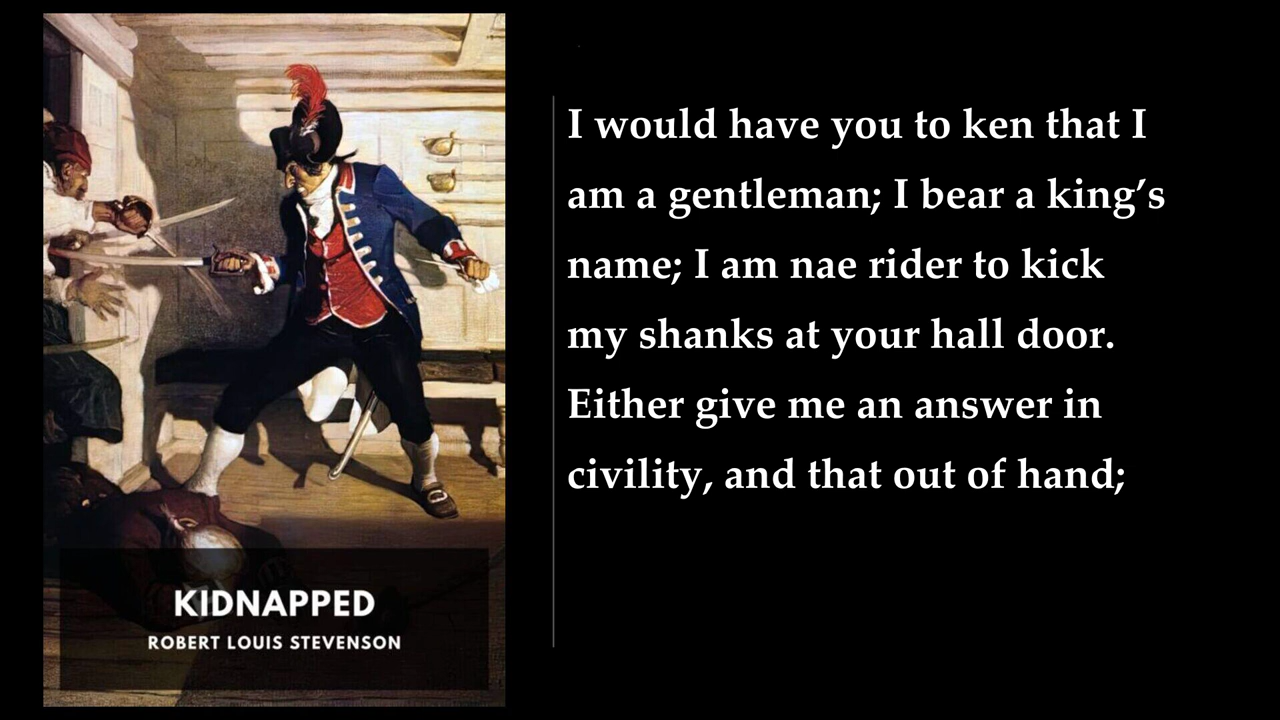 KIDNAPPED
ROBERT LOUIS STEVENSON
I would have you to ken that I
am a gentleman; I bear a king’s
name; I am nae rider to kick
my shanks at your hall door.
Either give me an answer in
civility, and that out of hand;